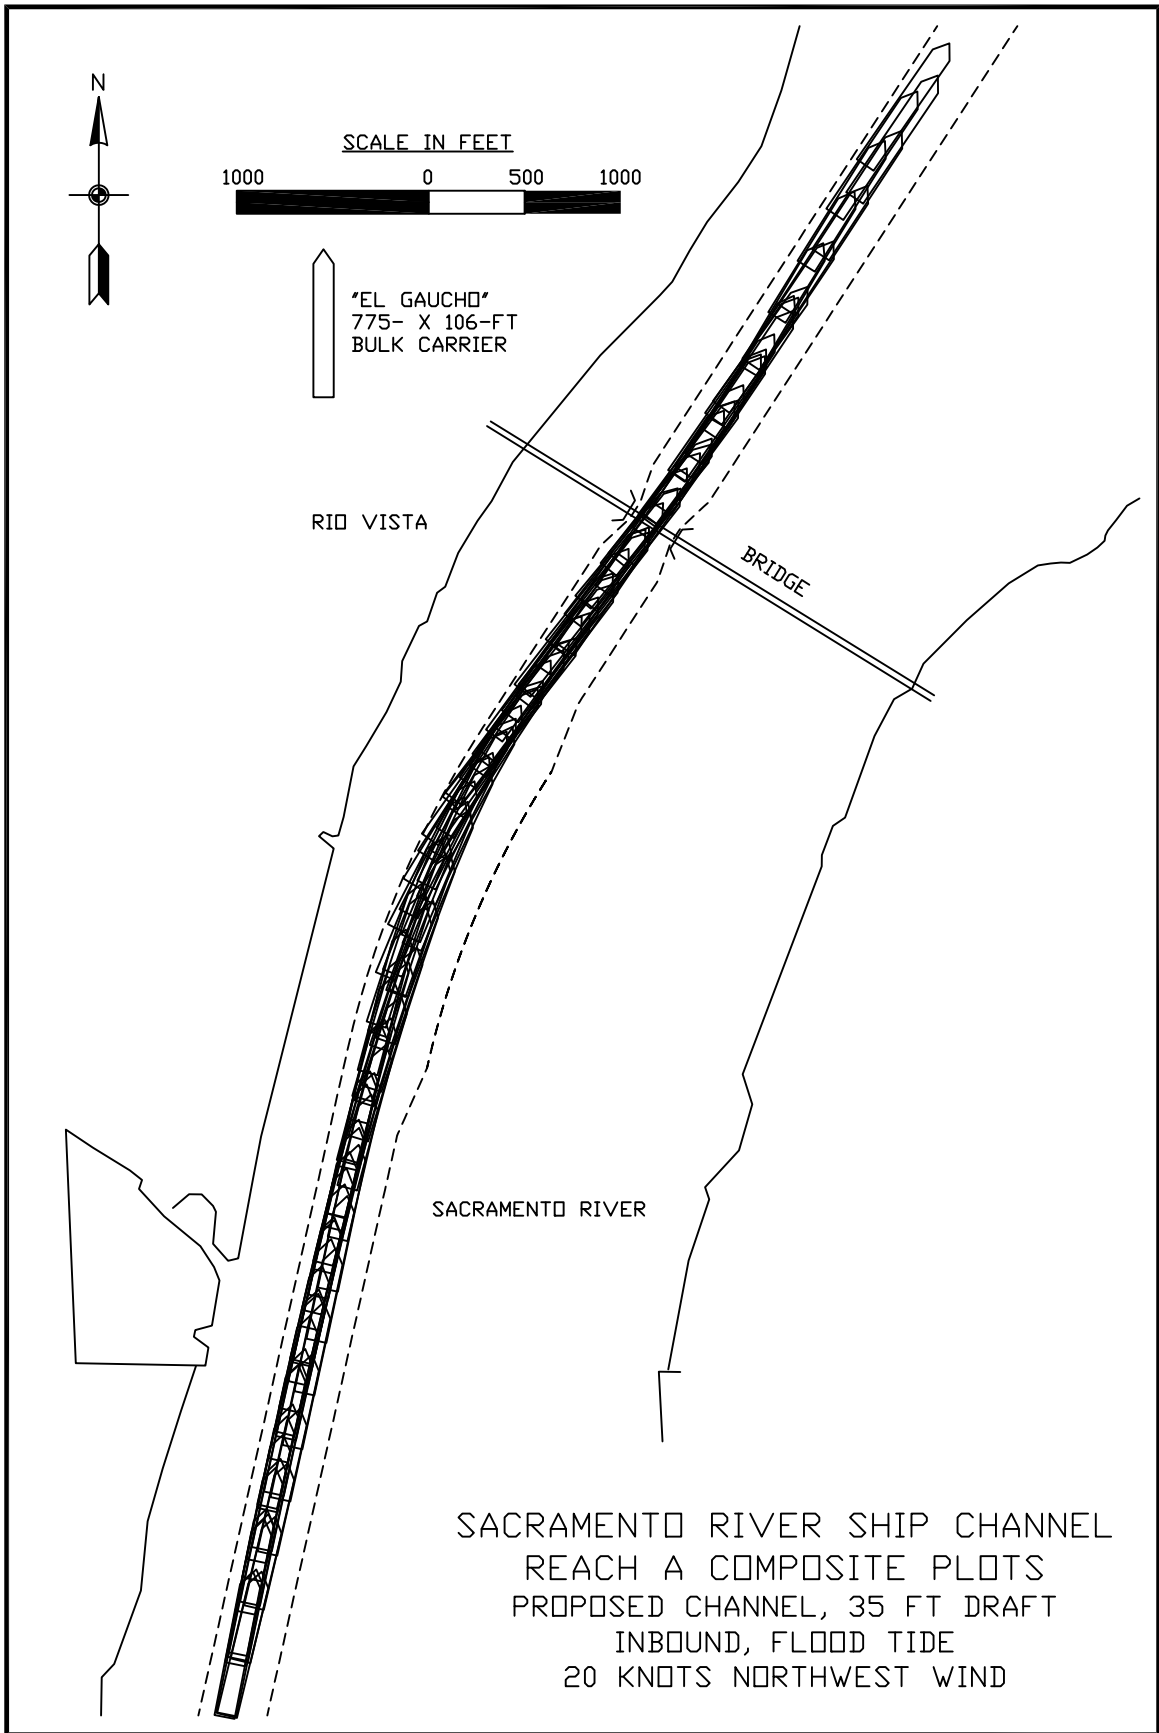 N
SCALE IN FEET
1000 0 500 1000
"EL GAUCHO"
775- X 106-FT
BULK CARRIER
RIO VISTA
BRIDGE
SACRAMENTO RIVER
SACRAMENTO RIVER SHIP CHANNEL
REACH A COMPOSITE PLOTS
PROPOSED CHANNEL, 35 FT DRAFT
INBOUND, FLOOD TIDE
20 KNOTS NORTHWEST WIND